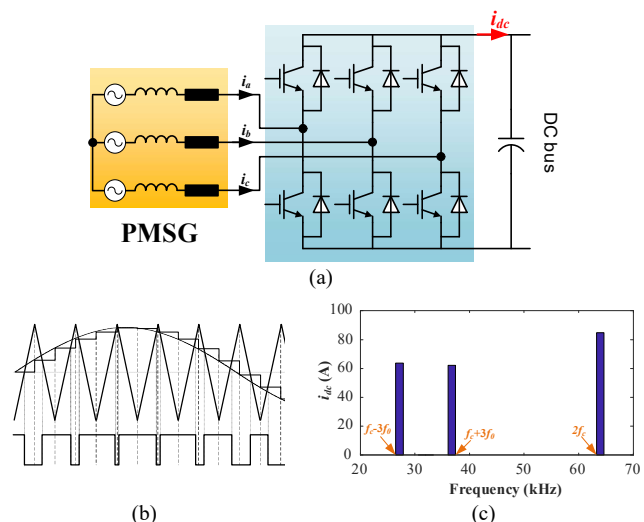 i_dc
i_a
i_b
i_c
DC bus
PMSG
(a)
100
80
60
40
20
0
i_dc (A)
f_c-3f_0
f_c+3f_0
2f_c
20 30 40 50 60 70
Frequency (kHz)
(b)
(c)